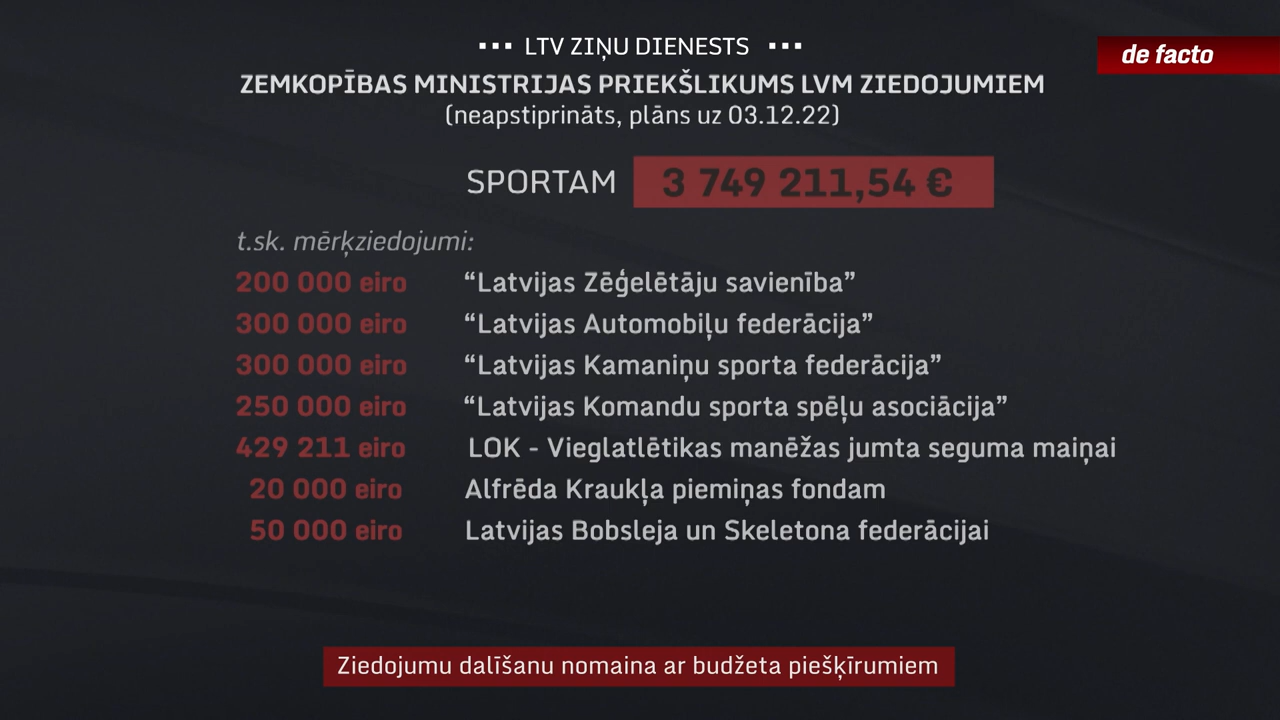 LTV ZIŅU DIENESTS
de facto
ZEMKOPĪBAS MINISTRIJAS PRIEKŠLIKUMS LVM ZIEDOJUMIEM
(neapstiprināts, plāns uz 03.12.22)
SPORTAM 3 749 211,54 €
t.sk. mērķziedojumi:
200 000 eiro “Latvijas Zēģelētāju savienība”
300 000 eiro “Latvijas Automobiļu federācija”
300 000 eiro “Latvijas Kamaniņu sporta federācija”
250 000 eiro “Latvijas Komandu sporta spēļu asociācija”
429 211 eiro LOK - Vieglatlētikas manēžas jumta seguma maiņai
20 000 eiro Alfrēda Kraukļa piemiņas fondam
50 000 eiro Latvijas Bobsleja un Skeletona federācijai
Ziedojumu dalīšanu nomaina ar budžeta piešķīrumiem